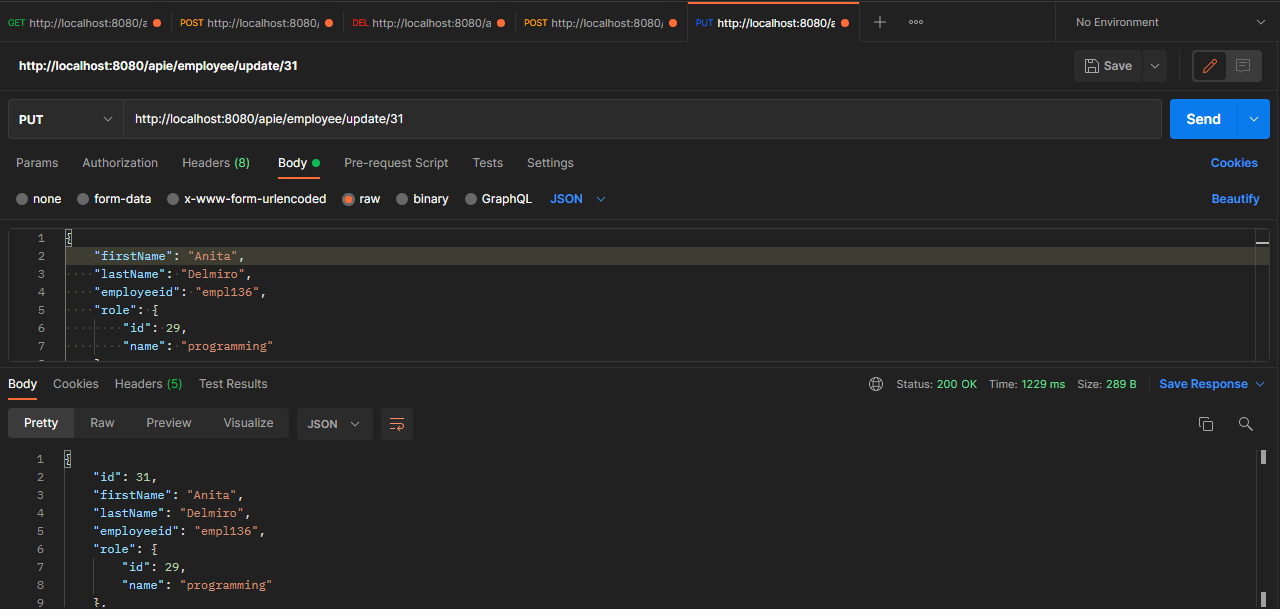 GET http://localhost:8080/a POST http://localhost:8080/ DEL http://localhost:8080/a POST http://localhost:8080/ PUT http://localhost:8080/a No Environment
http://localhost:8080/apie/employee/update/31 Save
PUT http://localhost:8080/apie/employee/update/31 Send
Params Authorization Headers (8) Body Pre-request Script Tests Settings Cookies
none form-data x-www-form-urlencoded raw binary GraphQL JSON Beautify
1 {
2 "firstName": "Anita",
3 "lastName": "Delmiro",
4 "employeeid": "empl136",
5 "role": {
6 "id": 29,
7 "name": "programming"
Body Cookies Headers (5) Test Results Status: 200 OK Time: 1229 ms Size: 289 B Save Response
Pretty Raw Preview Visualize JSON
1 {
2 "id": 31,
3 "firstName": "Anita",
4 "lastName": "Delmiro",
5 "employeeid": "empl136",
6 "role": {
7 "id": 29,
8 "name": "programming"
9 },